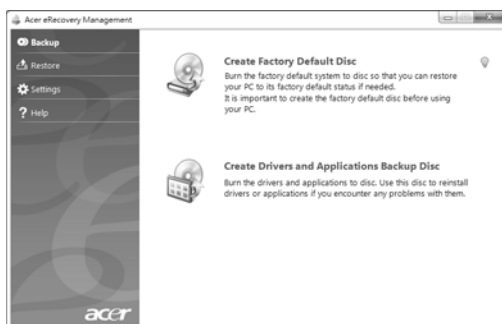 Acer eRecovery Management
Backup
Restore
Settings
Help
Create Factory Default Disc
Burn the factory default system to disc so that you can restore
your PC to its factory default status if needed.
It is important to create the factory default disc before using
your PC.
Create Drivers and Applications Backup Disc
Burn the drivers and applications to disc. Use this disc to reinstall
drivers or applications if you encounter any problems with them.
acer